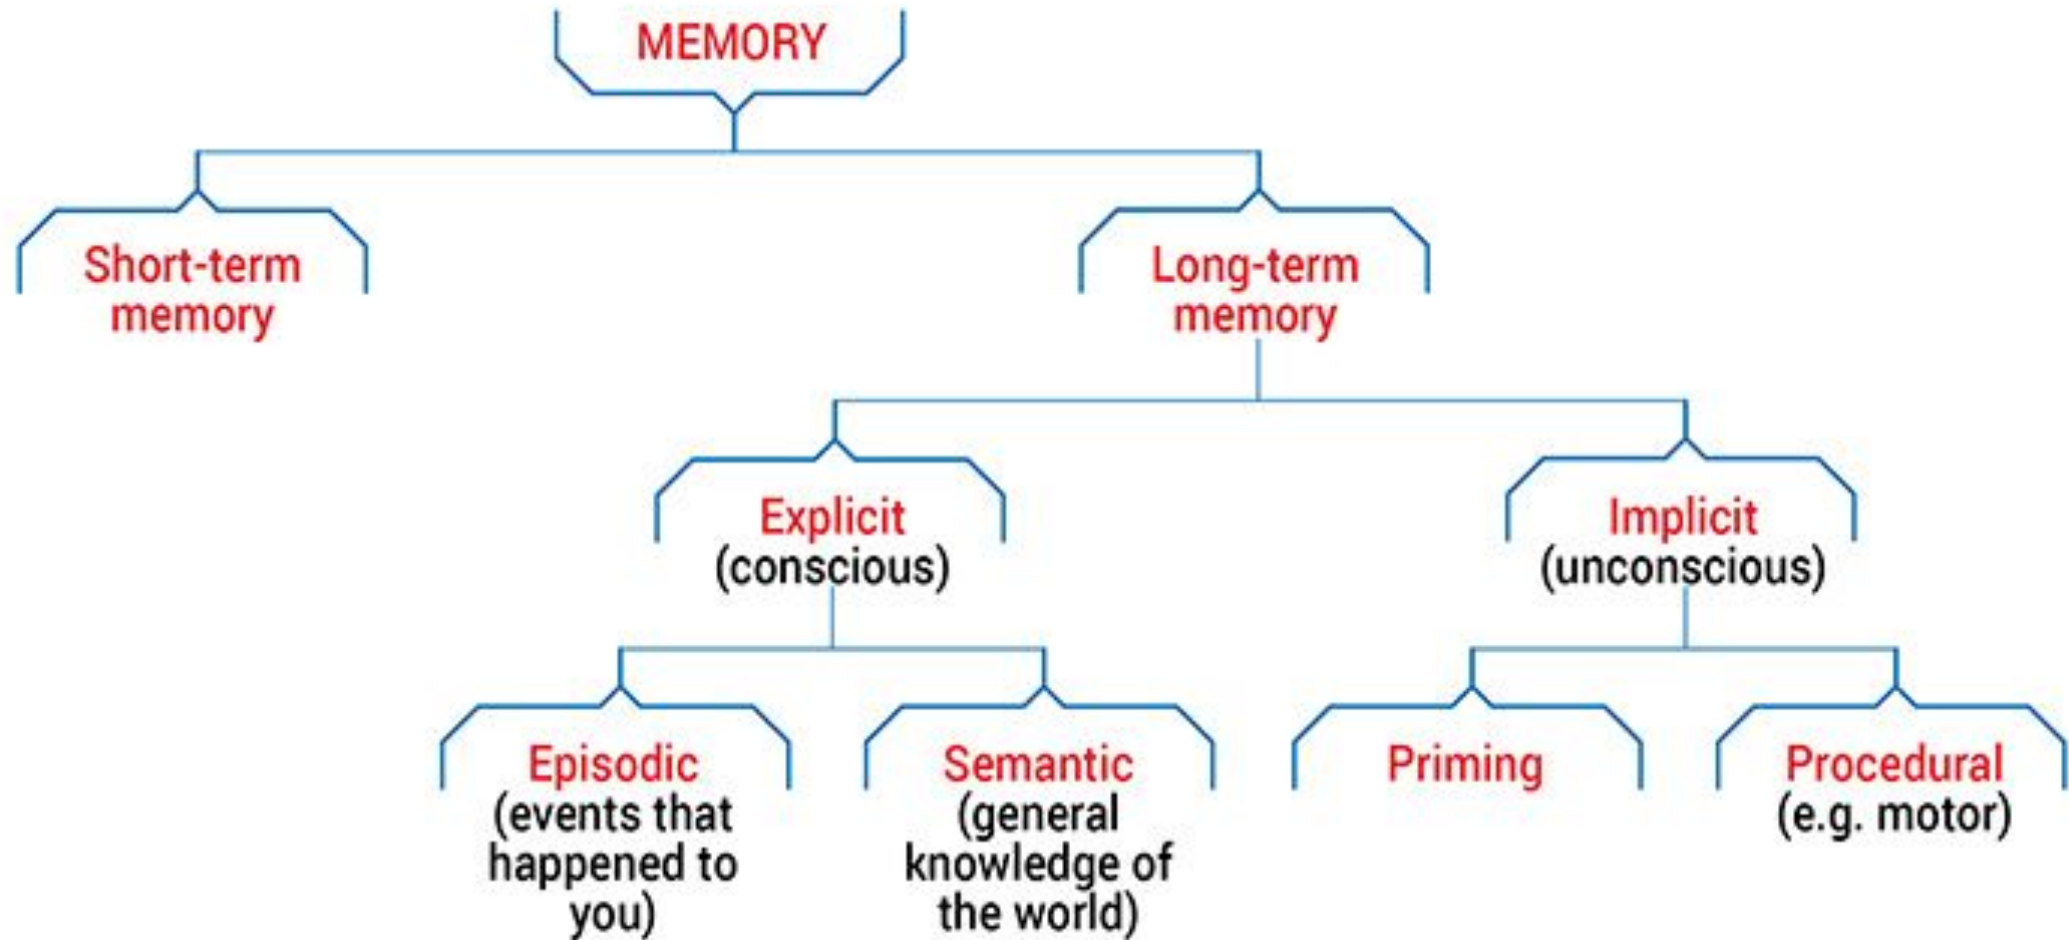 MEMORY
Short-term
memory
Long-term
memory
Explicit
(conscious)
Implicit
(unconscious)
Episodic
(events that
happened to
you)
Semantic
(general
knowledge of
the world)
Priming
Procedural
(e.g. motor)